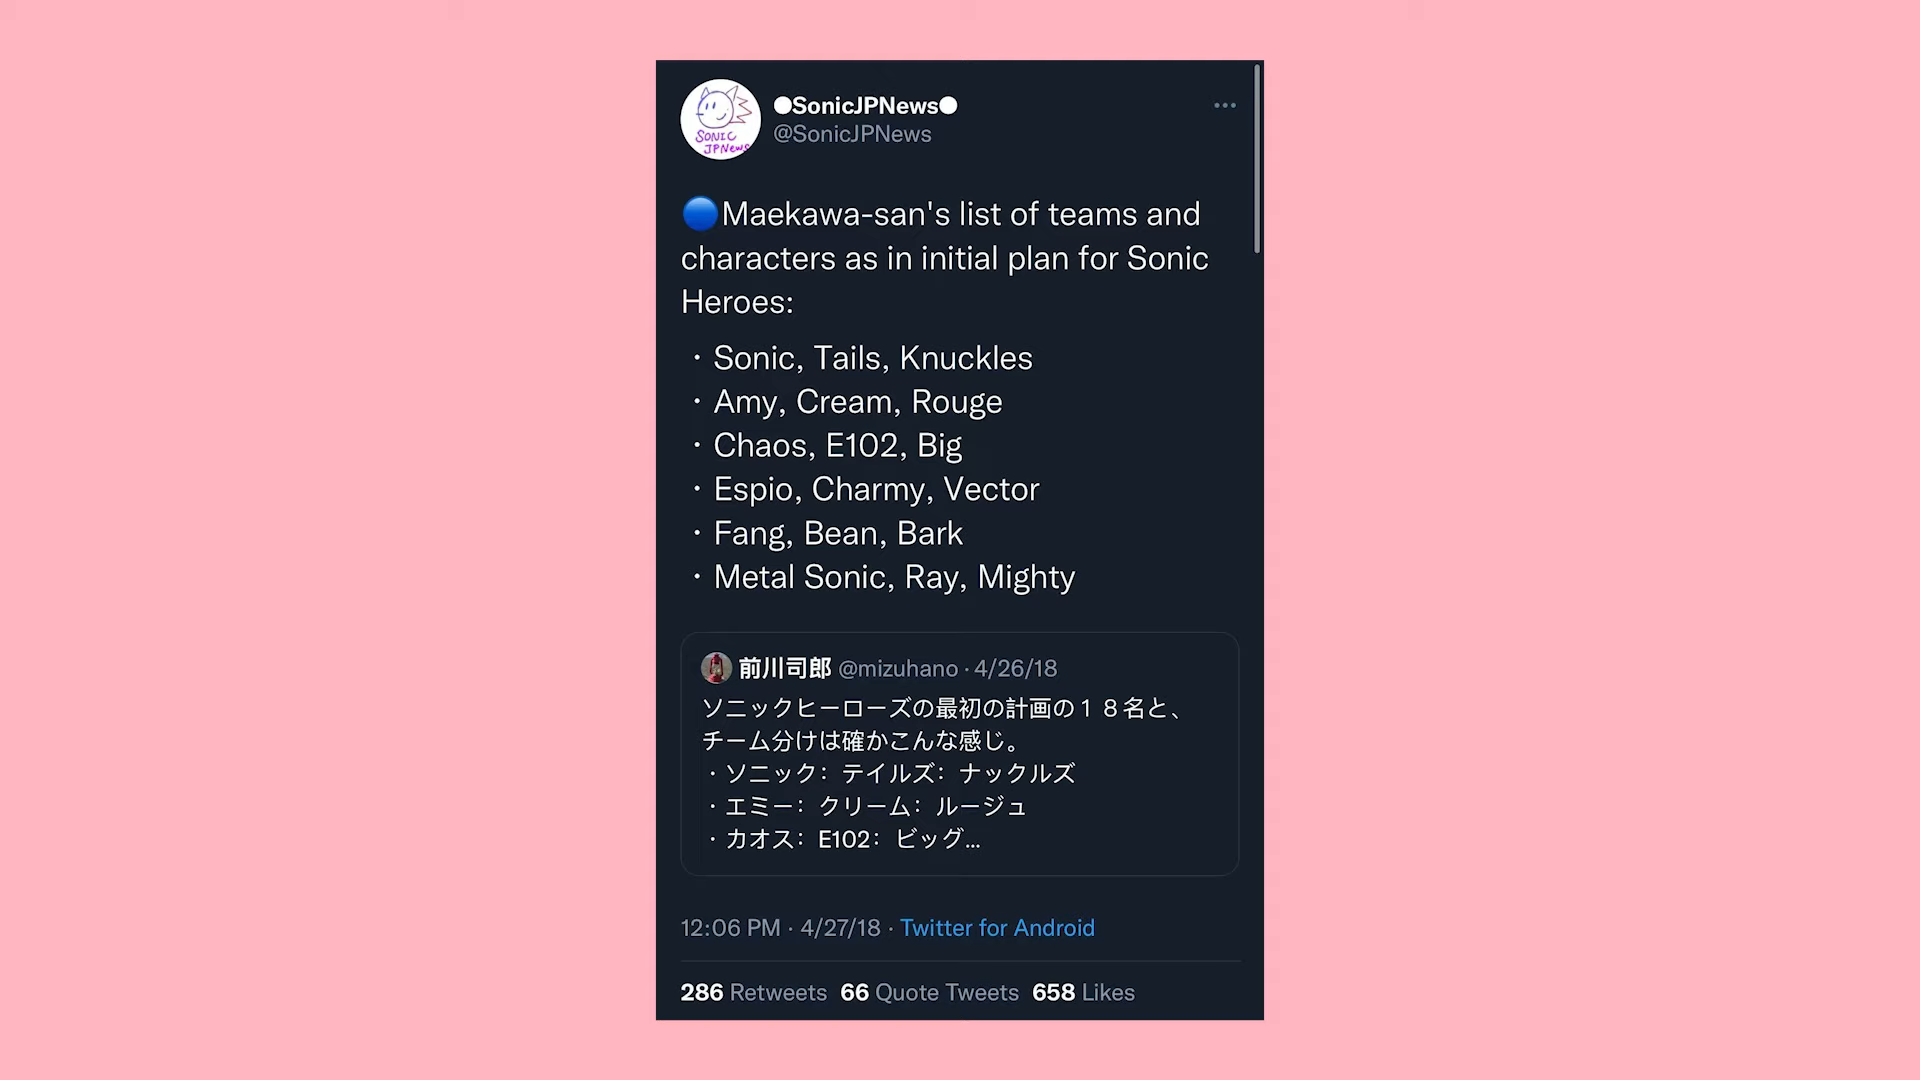 SONIC
JPNews
●SonicJPNews●
@SonicJPNews
🔵Maekawa-san's list of teams and
characters as in initial plan for Sonic
Heroes:
・Sonic, Tails, Knuckles
・Amy, Cream, Rouge
・Chaos, E102, Big
・Espio, Charmy, Vector
・Fang, Bean, Bark
・Metal Sonic, Ray, Mighty
前川司郎 @mizuhano · 4/26/18
ソニックヒーローズの最初の計画の１８名と、
チーム分けは確かこんな感じ。
・ソニック：テイルズ：ナックルズ
・エミー：クリーム：ルージュ
・カオス：E102：ビッグ...
12:06 PM · 4/27/18 · Twitter for Android
286 Retweets 66 Quote Tweets 658 Likes